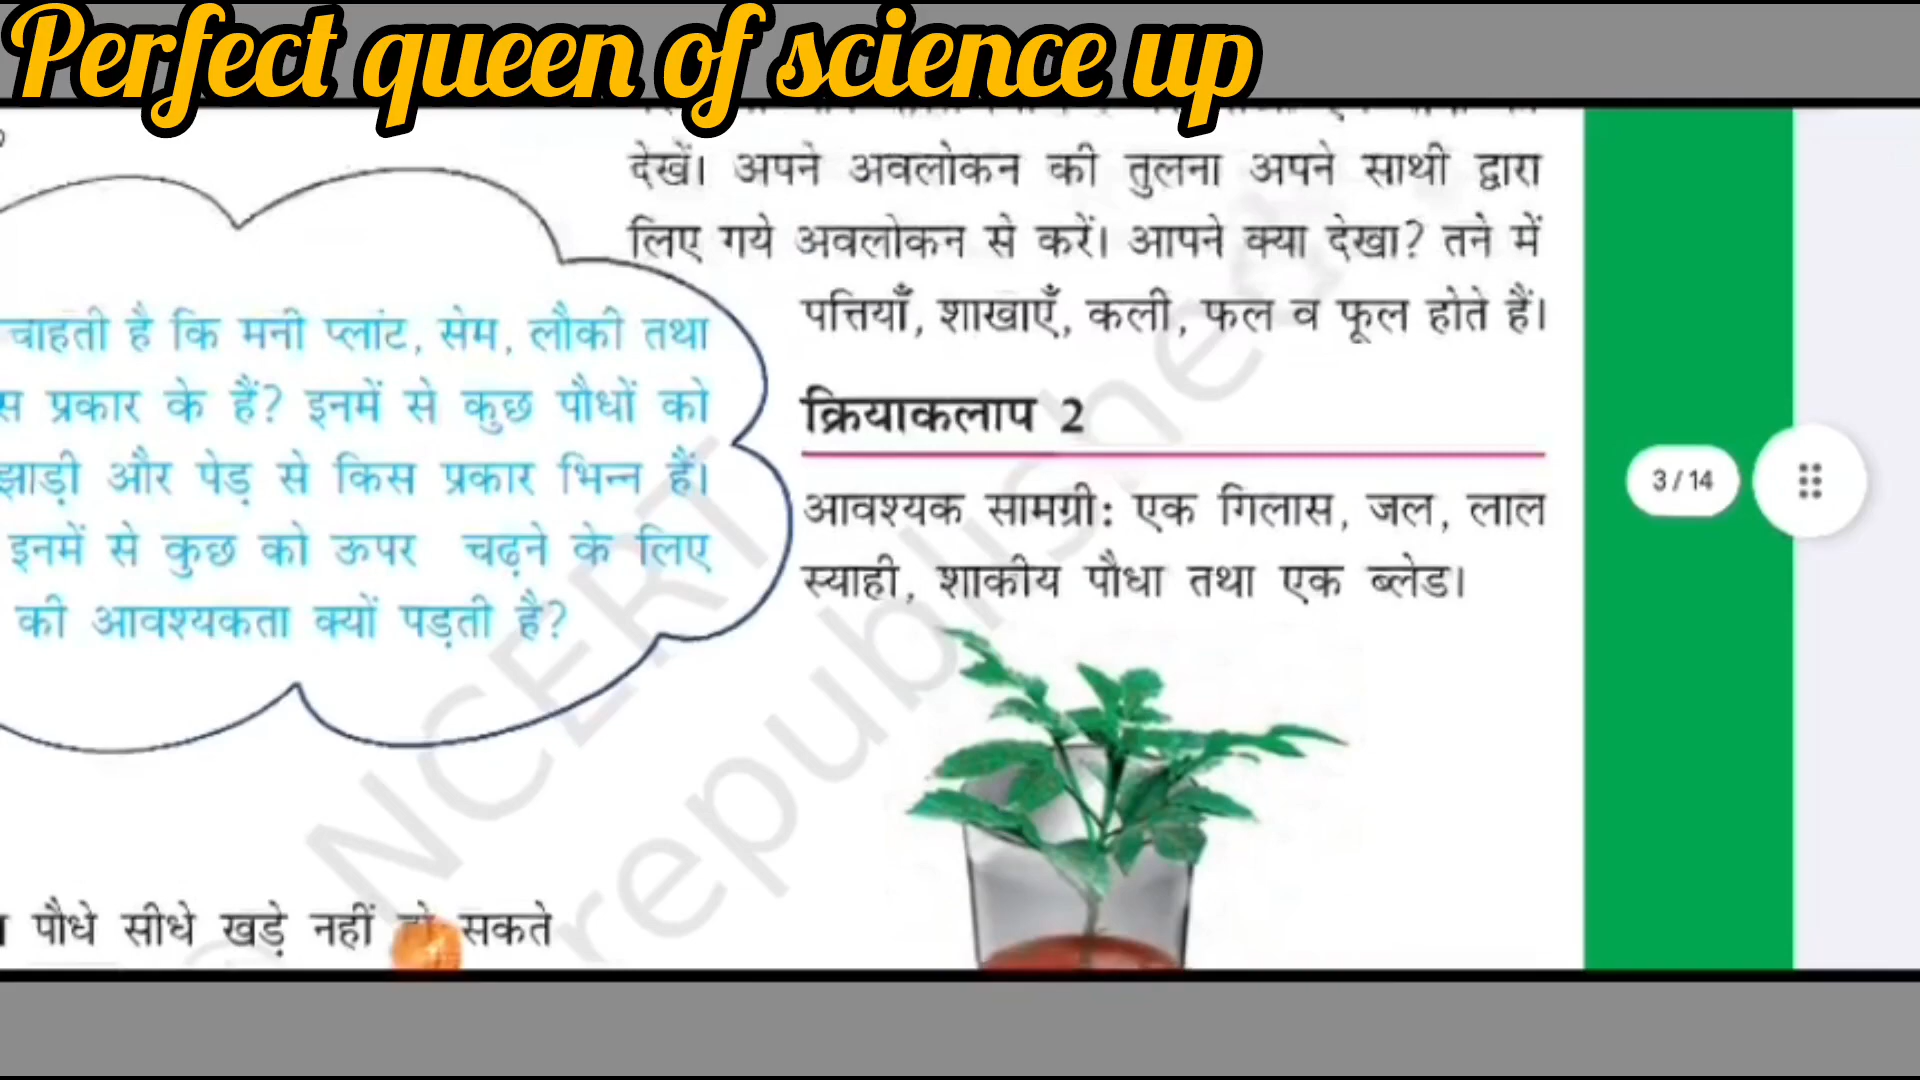 Perfect queen of science up
देखें। अपने अवलोकन की तुलना अपने साथी द्वारा
लिए गये अवलोकन से करें। आपने क्या देखा? तने में
पत्तियाँ, शाखाएँ, कली, फल व फूल होते हैं।
चाहती है कि मनी प्लांट, सेम, लौकी तथा
प्रकार के हैं? इनमें से कुछ पौधों को
झाड़ी और पेड़ से किस प्रकार भिन्न हैं।
इनमें से कुछ को ऊपर चढ़ने के लिए
की आवश्यकता क्यों पड़ती है?
क्रियाकलाप 2
आवश्यक सामग्री: एक गिलास, जल, लाल
स्याही, शाकीय पौधा तथा एक ब्लेड।
3 / 14
पौधे सीधे खड़े नहीं हो सकते
NCERT
republished